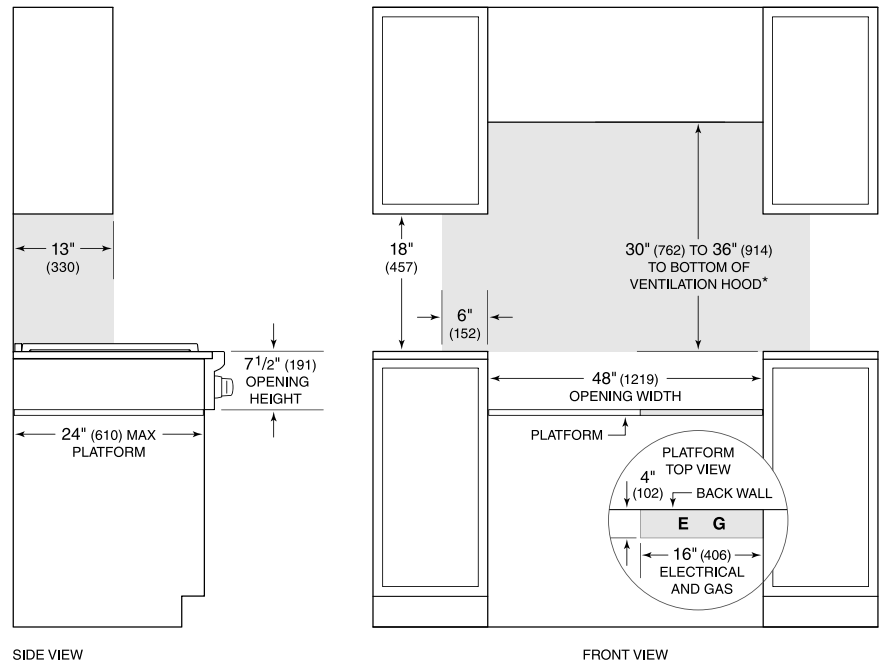 13"
(330)
7 1/2" (191)
OPENING
HEIGHT
24" (610) MAX
PLATFORM
SIDE VIEW
18"
(457)
30" (762) TO 36" (914)
TO BOTTOM OF
VENTILATION HOOD*
6"
(152)
48" (1219)
OPENING WIDTH
PLATFORM
PLATFORM
TOP VIEW
4"
(102)
BACK WALL
E G
16" (406)
ELECTRICAL
AND GAS
FRONT VIEW